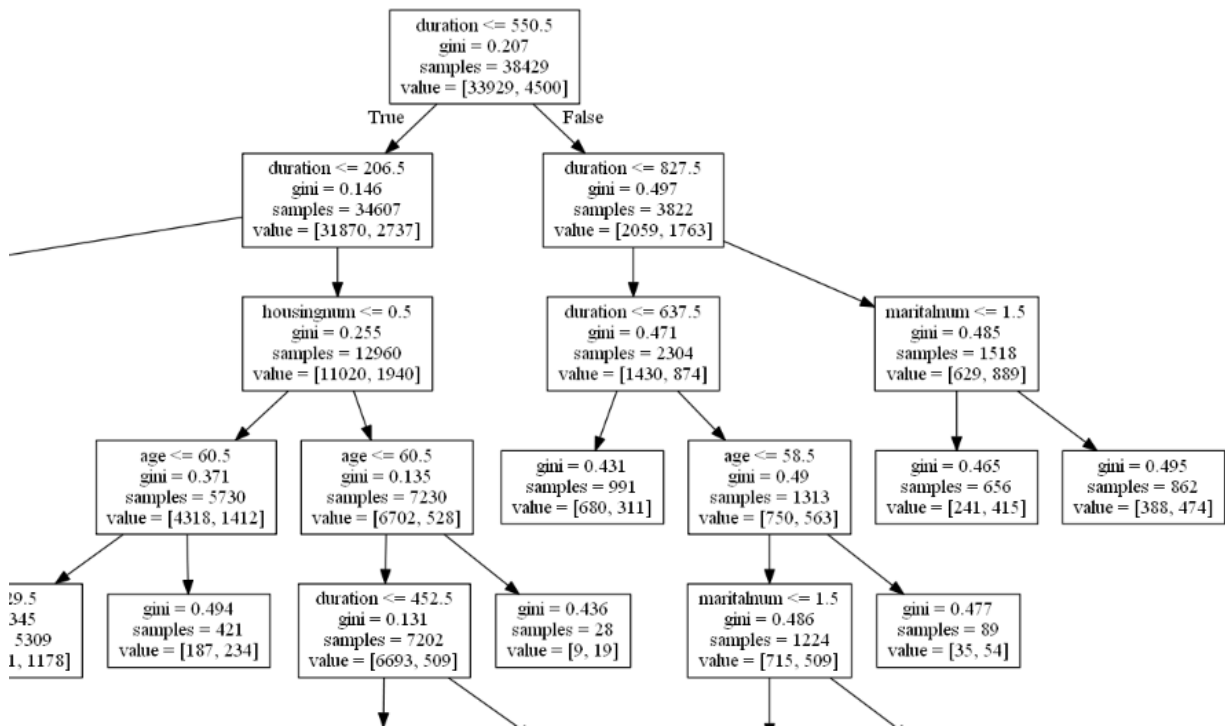 duration <= 550.5
gini = 0.207
samples = 38429
value = [33929, 4500]
True
False
duration <= 206.5
gini = 0.146
samples = 34607
value = [31870, 2737]
duration <= 827.5
gini = 0.497
samples = 3822
value = [2059, 1763]
housingnum <= 0.5
gini = 0.255
samples = 12960
value = [11020, 1940]
duration <= 637.5
gini = 0.471
samples = 2304
value = [1430, 874]
maritalnum <= 1.5
gini = 0.485
samples = 1518
value = [629, 889]
age <= 60.5
gini = 0.371
samples = 5730
value = [4318, 1412]
age <= 60.5
gini = 0.135
samples = 7230
value = [6702, 528]
gini = 0.431
samples = 991
value = [680, 311]
age <= 58.5
gini = 0.49
samples = 1313
value = [750, 563]
gini = 0.465
samples = 656
value = [241, 415]
gini = 0.495
samples = 862
value = [388, 474]
29.5
345
5309
1, 1178]
gini = 0.494
samples = 421
value = [187, 234]
duration <= 452.5
gini = 0.131
samples = 7202
value = [6693, 509]
gini = 0.436
samples = 28
value = [9, 19]
maritalnum <= 1.5
gini = 0.486
samples = 1224
value = [715, 509]
gini = 0.477
samples = 89
value = [35, 54]